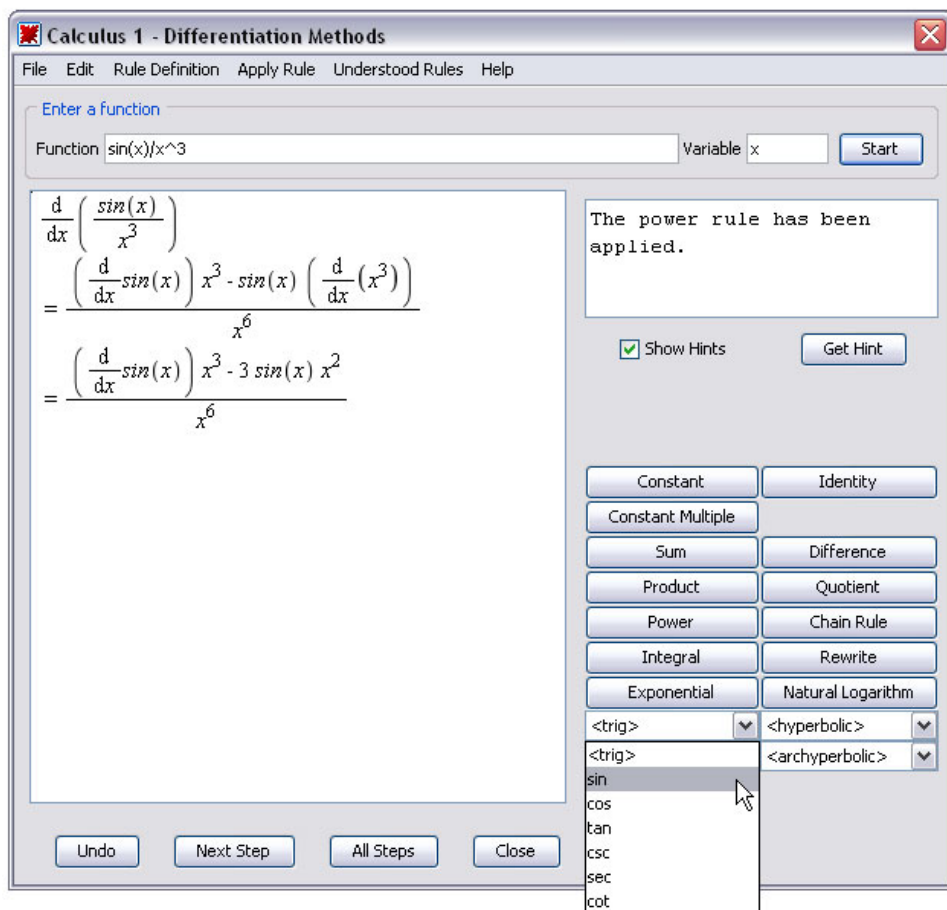 Calculus 1 - Differentiation Methods
File Edit Rule Definition Apply Rule Understood Rules Help
Enter a function
Function sin(x)/x^3 Variable x Start
d/dx ( sin(x) / x^3 )
= ( ( d/dx sin(x) ) x^3 - sin(x) ( d/dx (x^3) ) ) / x^6
= ( ( d/dx sin(x) ) x^3 - 3 sin(x) x^2 ) / x^6
The power rule has been
applied.
Show Hints Get Hint
Constant Identity
Constant Multiple
Sum Difference
Product Quotient
Power Chain Rule
Integral Rewrite
Exponential Natural Logarithm
<trig> <hyperbolic>
<trig> <archyperbolic>
sin
cos
tan
csc
sec
cot
Undo Next Step All Steps Close